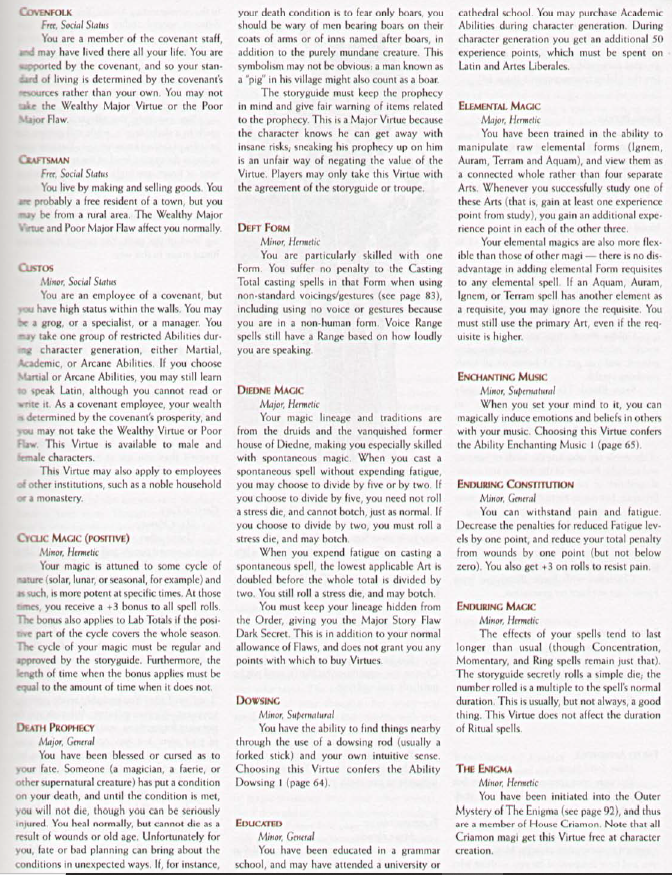 COVENFOLK
Free, Social Status
You are a member of the covenant staff,
and may have lived there all your life. You are
supported by the covenant, and so your stan-
dard of living is determined by the covenant's
resources rather than your own. You may not
take the Wealthy Major Virtue or the Poor
Major Flaw.
CRAFTSMAN
Free, Social Status
You live by making and selling goods. You
are probably a free resident of a town, but you
may be from a rural area. The Wealthy Major
Virtue and Poor Major Flaw affect you normally.
CUSTOS
Minor, Social Status
You are an employee of a covenant, but
you have high status within the walls. You may
be a grog, or a specialist, or a manager. You
may take one group of restricted Abilities dur-
ing character generation, either Martial,
Academic, or Arcane Abilities. If you choose
Martial or Arcane Abilities, you may still learn
to speak Latin, although you cannot read or
write it. As a covenant employee, your wealth
is determined by the covenant's prosperity, and
you may not take the Wealthy Virtue or Poor
Flaw. This Virtue is available to male and
female characters.
This Virtue may also apply to employees
of other institutions, such as a noble household
or a monastery.
CYCLIC MAGIC (POSITIVE)
Minor, Hermetic
Your magic is attuned to some cycle of
nature (solar, lunar, or seasonal, for example) and
as such, is more potent at specific times. At those
times, you receive a +3 bonus to all spell rolls.
The bonus also applies to Lab Totals if the posi-
tive part of the cycle covers the whole season.
The cycle of your magic must be regular and
approved by the storyguide. Furthermore, the
length of time when the bonus applies must be
equal to the amount of time when it does not.
DEATH PROPHECY
Major, General
You have been blessed or cursed as to
your fate. Someone (a magician, a faerie, or
other supernatural creature) has put a condition
on your death, and until the condition is met,
you will not die, though you can be seriously
injured. You heal normally, but cannot die as a
result of wounds or old age. Unfortunately for
you, fate or bad planning can bring about the
conditions in unexpected ways. If, for instance,
your death condition is to fear only boars, you
should be wary of men bearing boars on their
coats of arms or of inns named after boars, in
addition to the purely mundane creature. This
symbolism may not be obvious: a man known as
a "pig" in his village might also count as a boar.
The storyguide must keep the prophecy
in mind and give fair warning of items related
to the prophecy. This is a Major Virtue because
the character knows he can get away with
insane risks; sneaking his prophecy up on him
is an unfair way of negating the value of the
Virtue. Players may only take this Virtue with
the agreement of the storyguide or troupe.
DEFT FORM
Minor, Hermetic
You are particularly skilled with one
Form. You suffer no penalty to the Casting
Total casting spells in that Form when using
non-standard voicings/gestures (see page 83),
including using no voice or gestures because
you are in a non-human form. Voice Range
spells still have a Range based on how loudly
you are speaking.
DIEDNE MAGIC
Major, Hermetic
Your magic lineage and traditions are
from the druids and the vanquished former
house of Diedne, making you especially skilled
with spontaneous magic. When you cast a
spontaneous spell without expending fatigue,
you may choose to divide by five or by two. If
you choose to divide by five, you need not roll
a stress die, and cannot botch, just as normal. If
you choose to divide by two, you must roll a
stress die, and may botch.
When you expend fatigue on casting a
spontaneous spell, the lowest applicable Art is
doubled before the whole total is divided by
two. You still roll a stress die, and may botch.
You must keep your lineage hidden from
the Order, giving you the Major Story Flaw
Dark Secret. This is in addition to your normal
allowance of Flaws, and does not grant you any
points with which to buy Virtues.
DOWSING
Minor, Supernatural
You have the ability to find things nearby
through the use of a dowsing rod (usually a
forked stick) and your own intuitive sense.
Choosing this Virtue confers the Ability
Dowsing 1 (page 64).
EDUCATED
Minor, General
You have been educated in a grammar
school, and may have attended a university or
cathedral school. You may purchase Academic
Abilities during character generation. During
character generation you get an additional 50
experience points, which must be spent on
Latin and Artes Liberales.
ELEMENTAL MAGIC
Major, Hermetic
You have been trained in the ability to
manipulate raw elemental forms (Ignem,
Auram, Terram and Aquam), and view them as
a connected whole rather than four separate
Arts. Whenever you successfully study one of
these Arts (that is, gain at least one experience
point from study), you gain an additional expe-
rience point in each of the other three.
Your elemental magics are also more flex-
ible than those of other magi — there is no dis-
advantage in adding elemental Form requisites
to any elemental spell. If an Aquam, Auram,
Ignem, or Terram spell has another element as
a requisite, you may ignore the requisite. You
must still use the primary Art, even if the req-
uisite is higher.
ENCHANTING MUSIC
Minor, Supernatural
When you set your mind to it, you can
magically induce emotions and beliefs in others
with your music. Choosing this Virtue confers
the Ability Enchanting Music 1 (page 65).
ENDURING CONSTITUTION
Minor, General
You can withstand pain and fatigue.
Decrease the penalties for reduced Fatigue lev-
els by one point, and reduce your total penalty
from wounds by one point (but not below
zero). You also get +3 on rolls to resist pain.
ENDURING MAGIC
Minor, Hermetic
The effects of your spells tend to last
longer than usual (though Concentration,
Momentary, and Ring spells remain just that).
The storyguide secretly rolls a simple die; the
number rolled is a multiple to the spell's normal
duration. This is usually, but not always, a good
thing. This Virtue does not affect the duration
of Ritual spells.
THE ENIGMA
Minor, Hermetic
You have been initiated into the Outer
Mystery of The Enigma (see page 92), and thus
are a member of House Criamon. Note that all
Criamon magi get this Virtue free at character
creation.